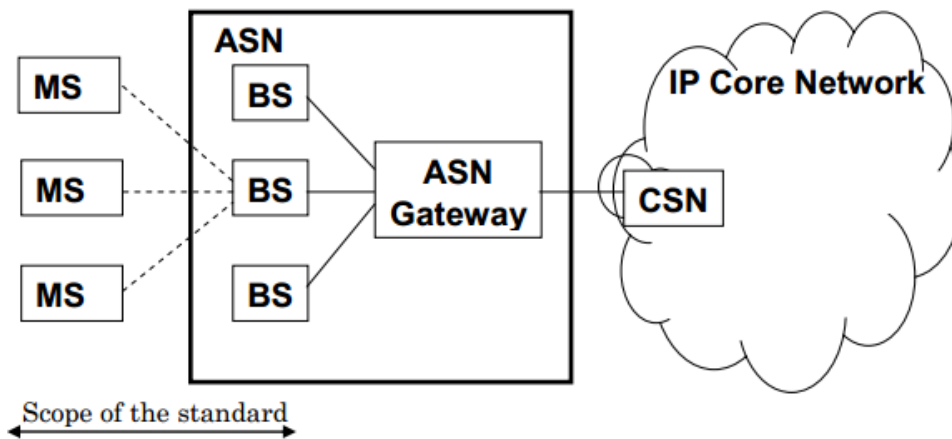 ASN
MS
BS
IP Core Network
MS
BS
ASN
Gateway
CSN
MS
BS
Scope of the standard